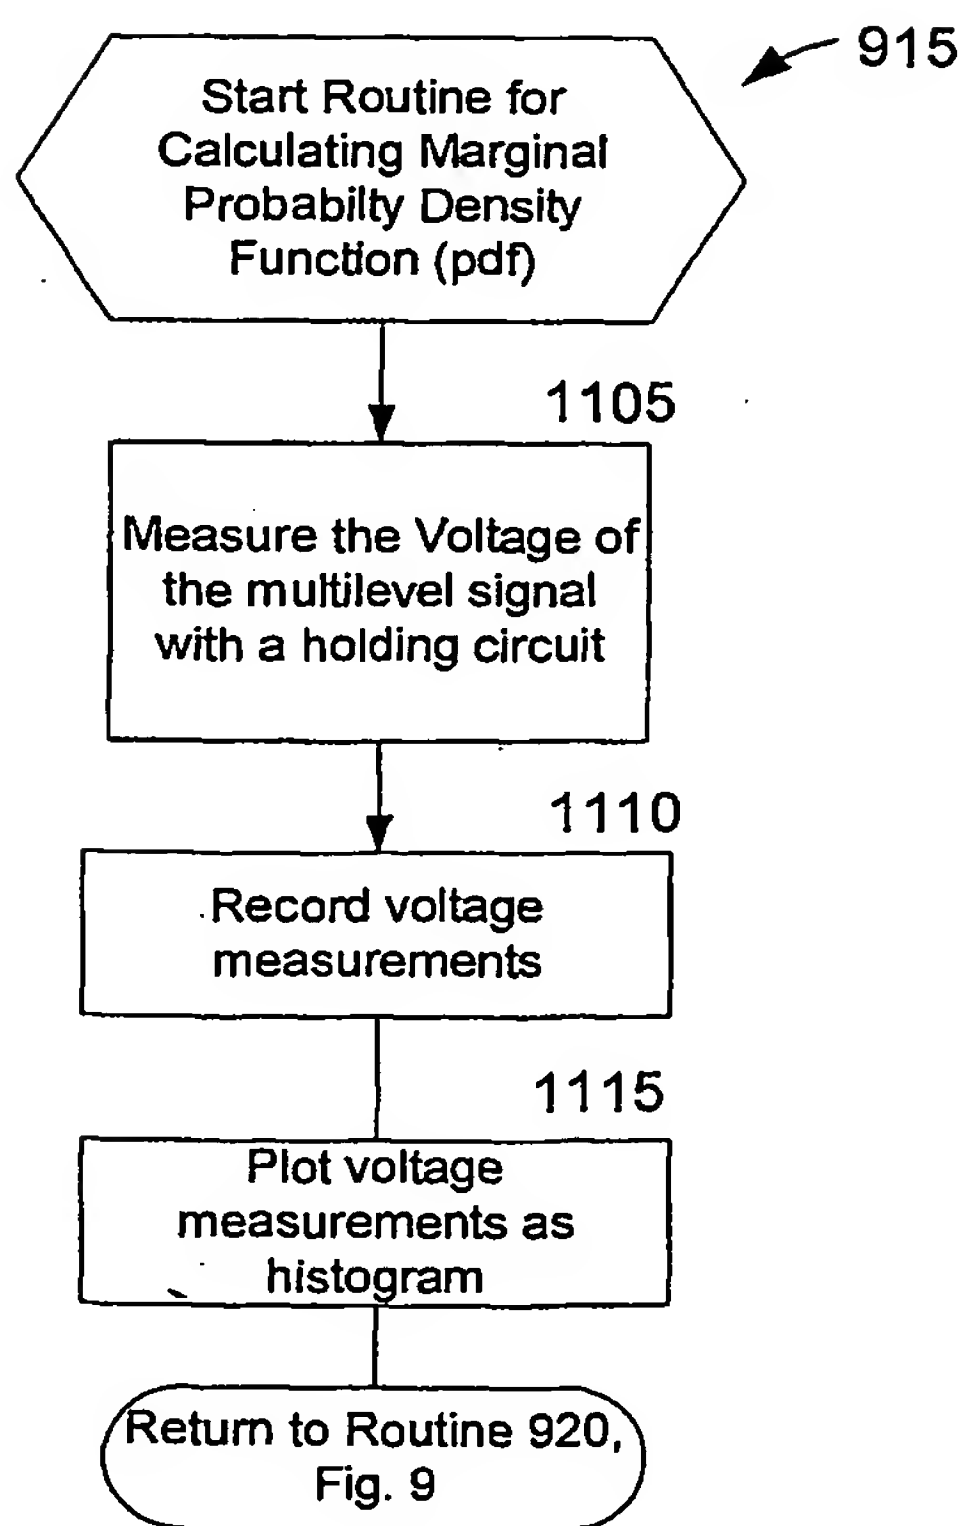 915
Start Routine for
Calculating Marginal
Probabilty Density
Function (pdf)
1105
Measure the Voltage of
the multilevel signal
with a holding circuit
1110
Record voltage
measurements
1115
Plot voltage
measurements as
histogram
Return to Routine 920,
Fig. 9